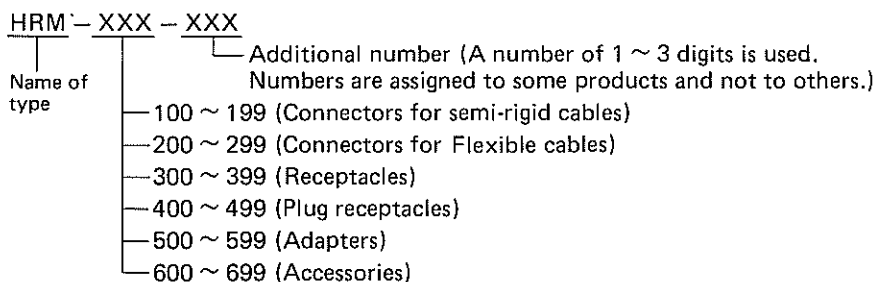 HRM – XXX – XXX
Additional number (A number of 1 ~ 3 digits is used.
Numbers are assigned to some products and not to others.)
Name of
type
100 ~ 199 (Connectors for semi-rigid cables)
200 ~ 299 (Connectors for Flexible cables)
300 ~ 399 (Receptacles)
400 ~ 499 (Plug receptacles)
500 ~ 599 (Adapters)
600 ~ 699 (Accessories)